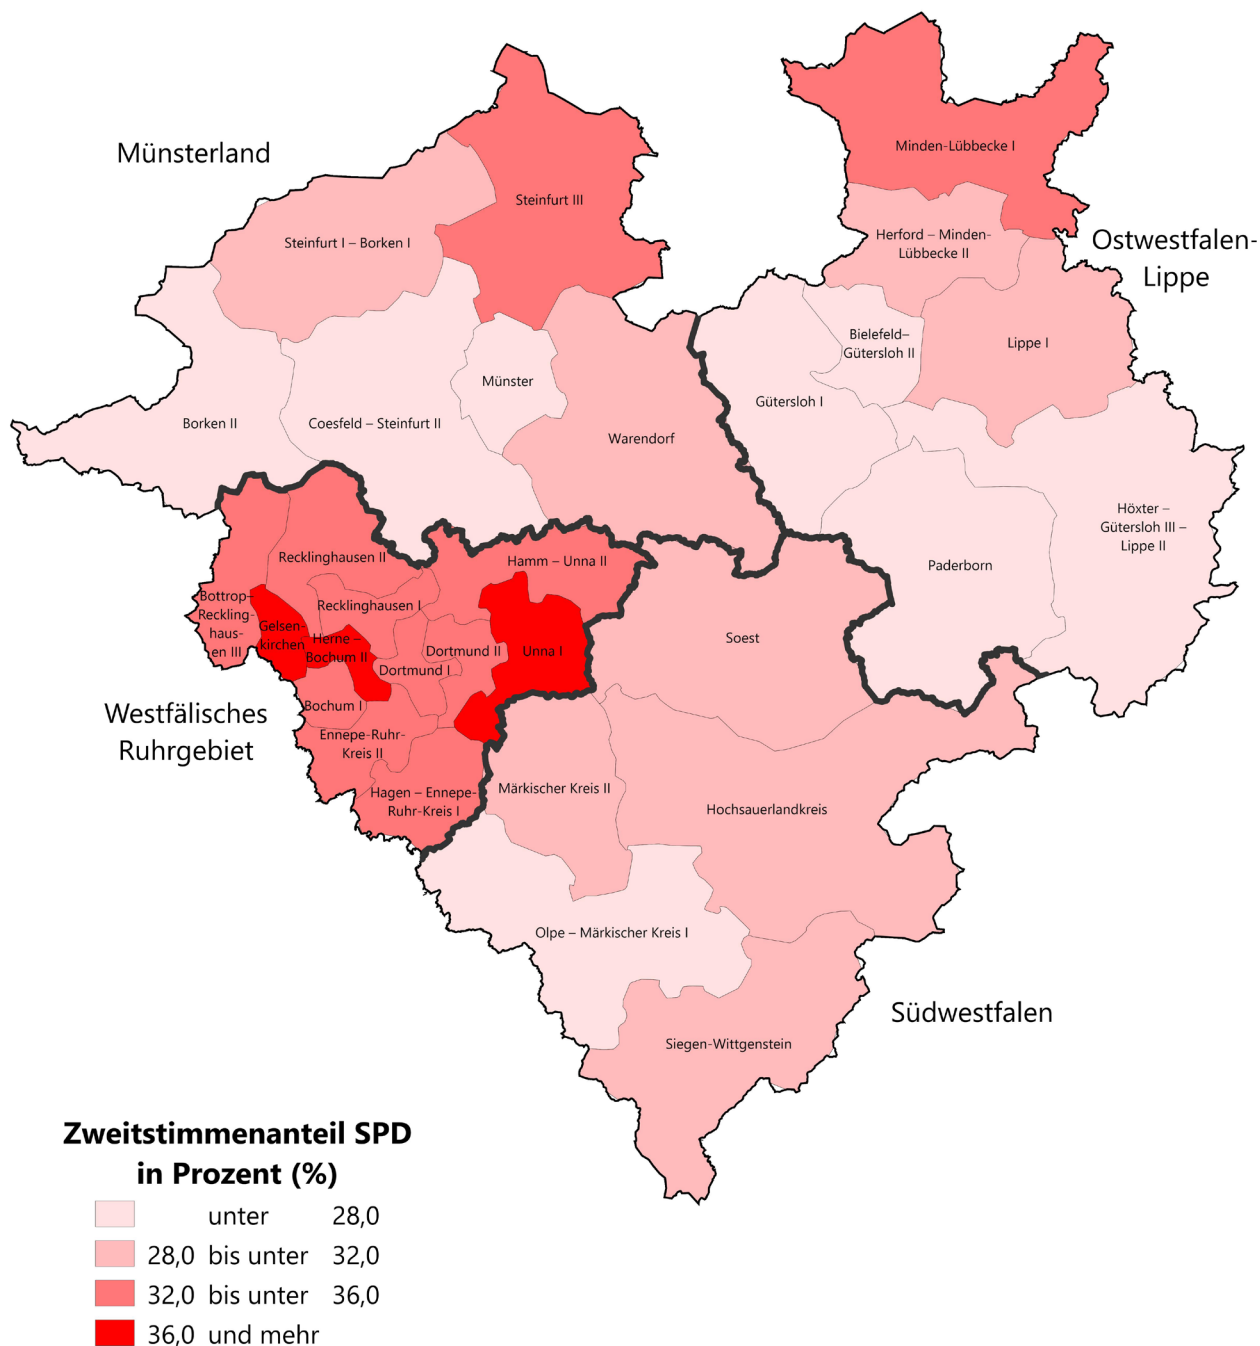 Münsterland
Minden-Lübbecke I
Steinfurt III
Steinfurt I – Borken I
Herford – Minden-
Lübbecke II
Ostwestfalen-
Lippe
Bielefeld–
Gütersloh II
Lippe I
Münster
Gütersloh I
Borken II
Coesfeld – Steinfurt II
Warendorf
Höxter –
Gütersloh III –
Lippe II
Recklinghausen II
Hamm – Unna II
Paderborn
Bottrop–
Reckling-
haus-
en III
Recklinghausen I
Gelsen-
kirchen
Herne –
Bochum II
Dortmund II
Unna I
Soest
Dortmund I
Bochum I
Westfälisches
Ruhrgebiet
Ennepe-Ruhr-
Kreis II
Hagen – Ennepe-
Ruhr-Kreis I
Märkischer Kreis II
Hochsauerlandkreis
Olpe – Märkischer Kreis I
Südwestfalen
Siegen-Wittgenstein
Zweitstimmenanteil SPD
in Prozent (%)
unter 28,0
28,0 bis unter 32,0
32,0 bis unter 36,0
36,0 und mehr